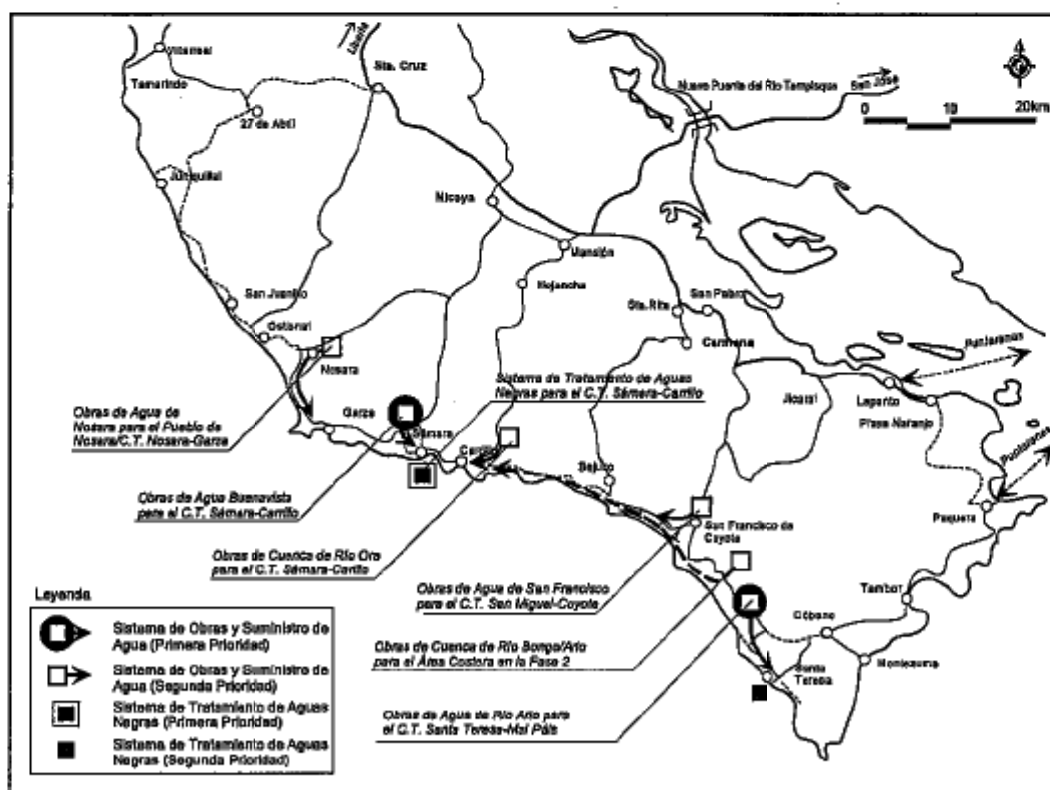 Villareal
Tamarindo
27 de Abril
Junquillal
San Juanillo
Ostional
Nosara
Garza
Sámara
Carrillo
Liberia
Sta. Cruz
Nicoya
Mansión
Hojancha
Nuevo Puente del Río Tempisque
San José
0 10 20km
Sta. Rita
San Pablo
Carmona
Jicaral
Lepanto
Playa Naranjo
Puntarenas
Puntarenas
Paquera
Tambor
Cóbano
Montezuma
Santa
Teresa
San Francisco de
Coyote
Bejuco
Sistema de Tratamiento de Aguas
Negras para el C.T. Sámara-Carrillo
Obras de Agua de
Nosara para el Pueblo de
Nosara/C.T. Nosara-Garza
Obras de Agua Buenavista
para el C.T. Sámara-Carrillo
Obras de Cuenca de Río Ora
para el C.T. Sámara-Carillo
Obras de Agua de San Francisco
para el C.T. San Miguel-Coyote
Obras de Cuenca de Río Bongo/Ario
para el Área Costera en la Fase 2
Obras de Agua de Río Ario para
el C.T. Santa Teresa-Mal País
Leyenda
Sistema de Obras y Suministro de
Agua (Primera Prioridad)
Sistema de Obras y Suministro de
Agua (Segunda Prioridad)
Sistema de Tratamiento de Aguas
Negras (Primera Prioridad)
Sistema de Tratamiento de Aguas
Negras (Segunda Prioridad)